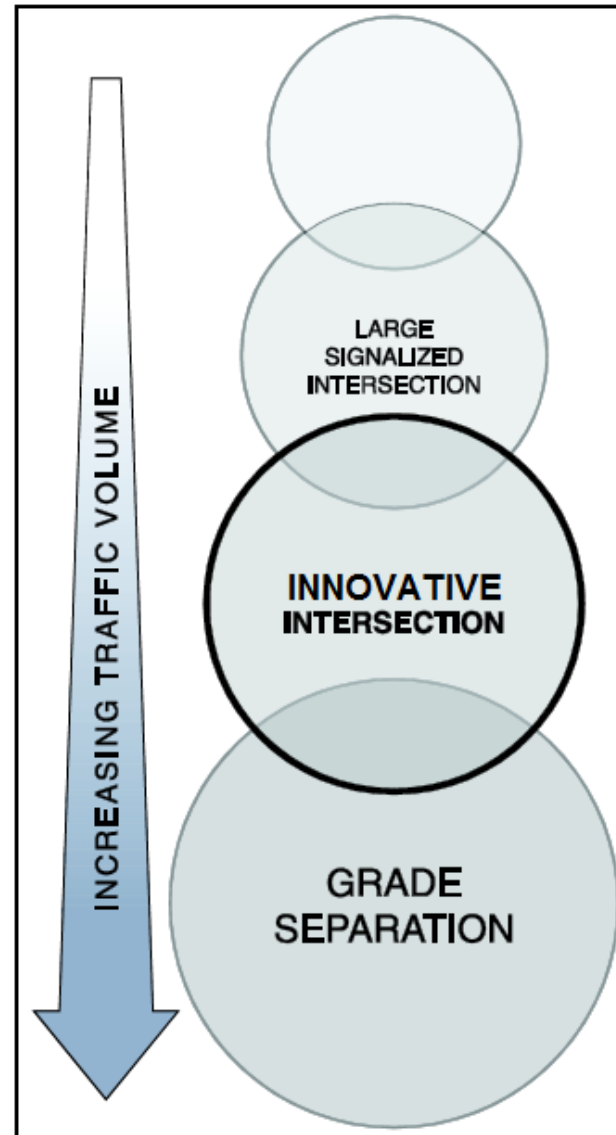 INCREASING TRAFFIC VOLUME
LARGE
SIGNALIZED
INTERSECTION
INNOVATIVE
INTERSECTION
GRADE
SEPARATION